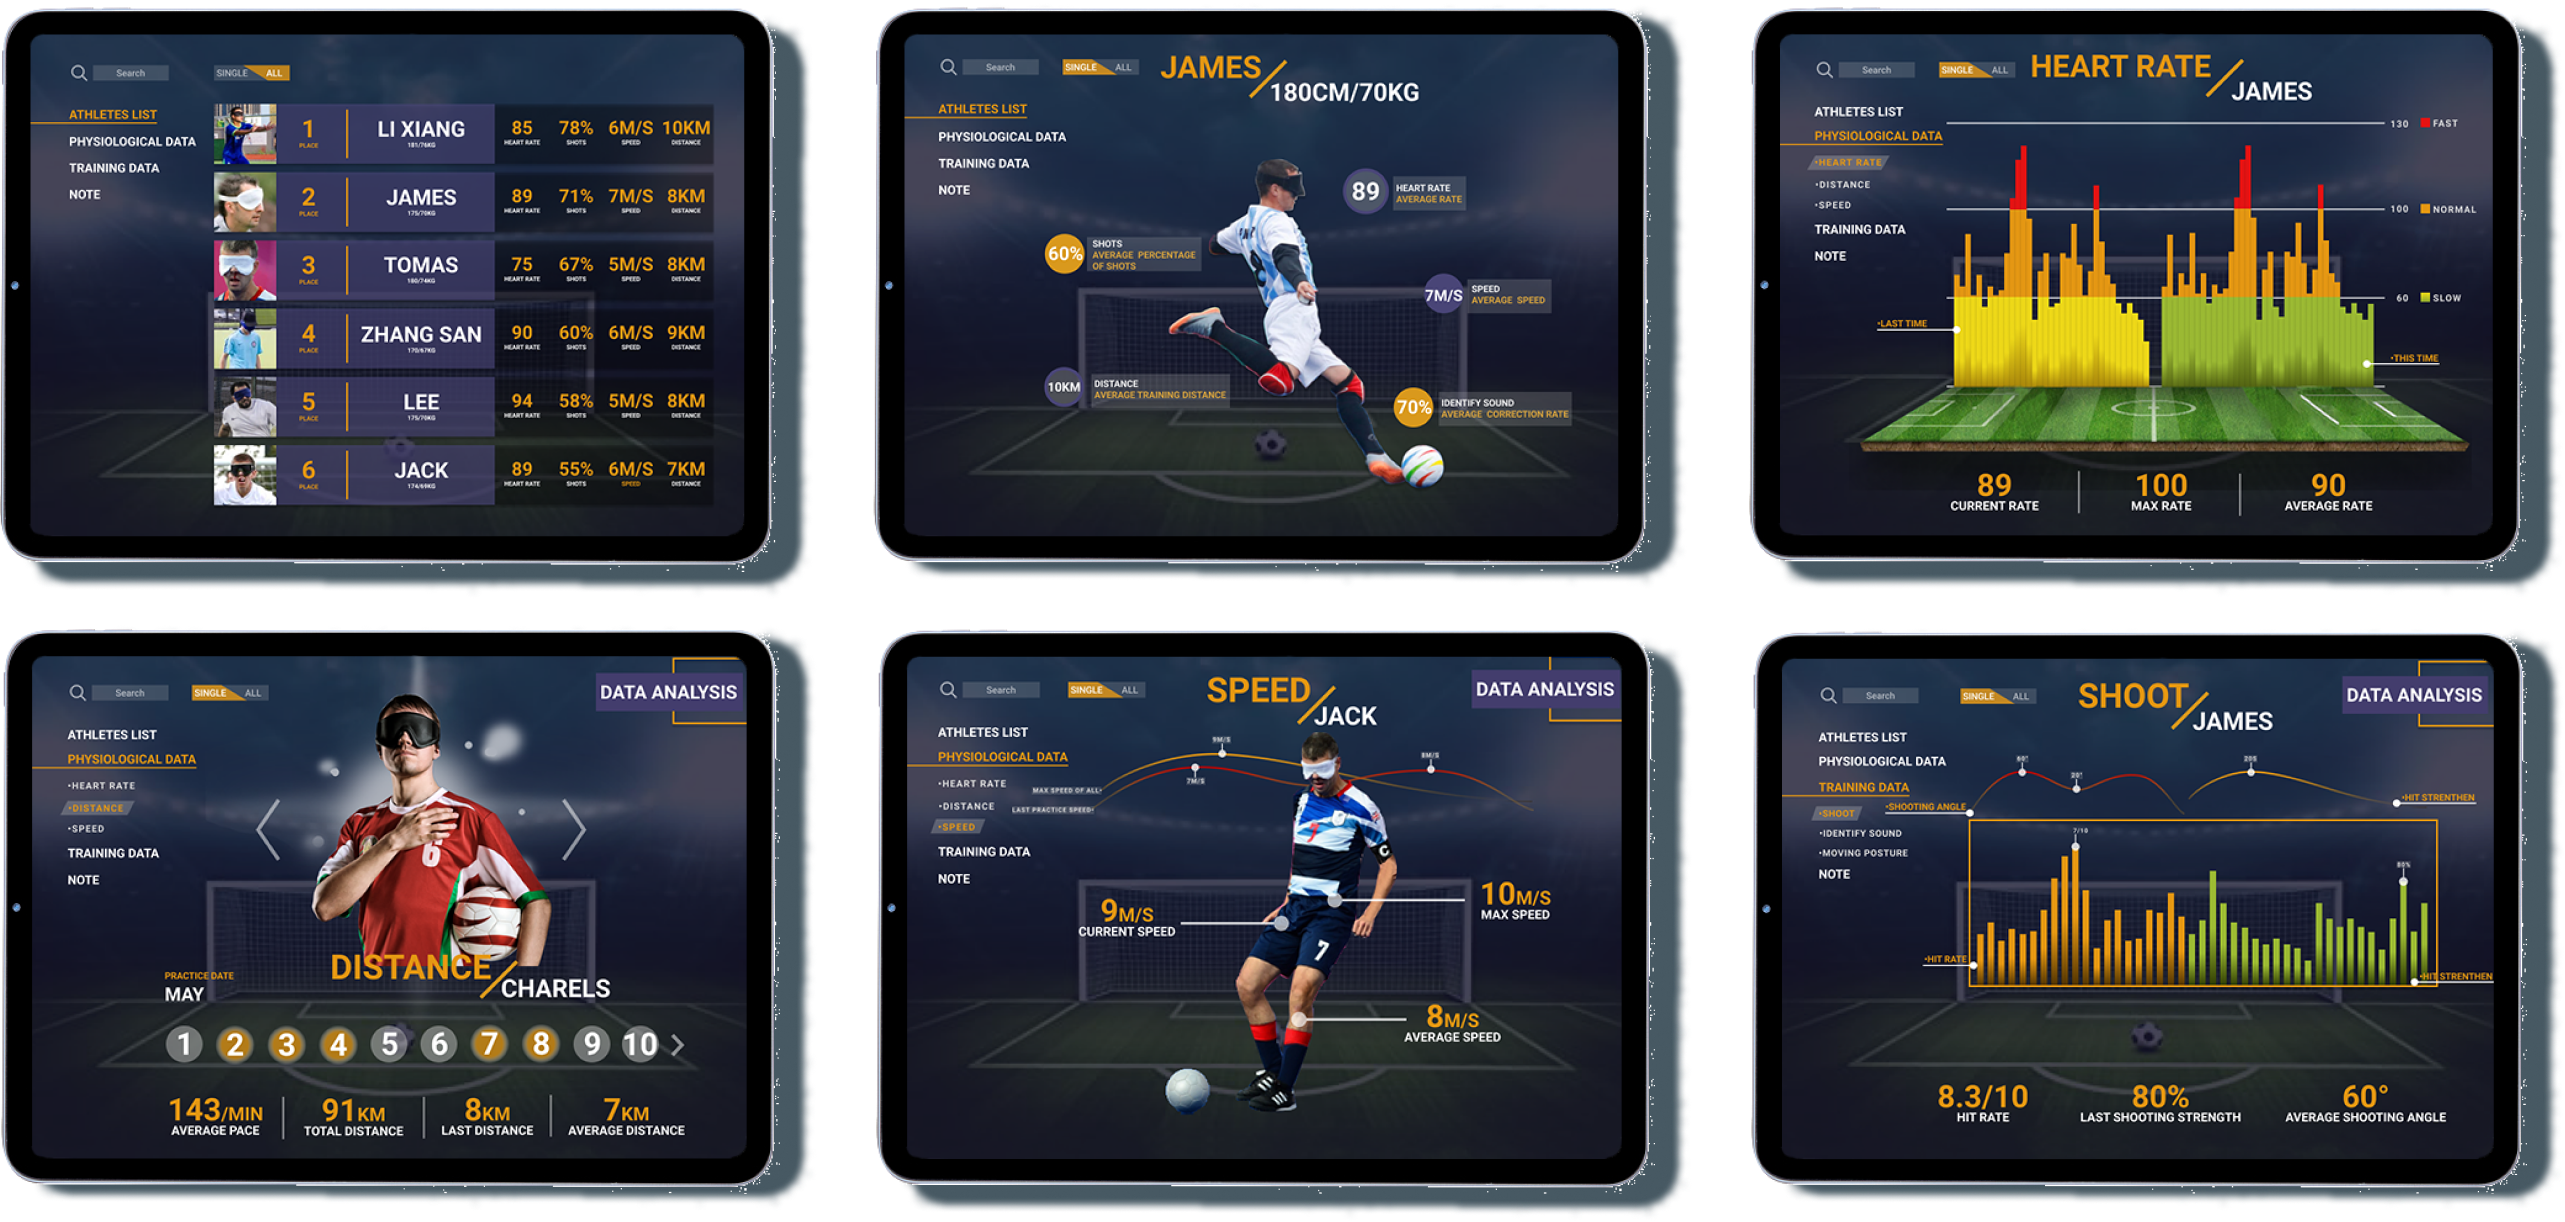 Search
SINGLE ALL
ATHLETES LIST
PHYSIOLOGICAL DATA
TRAINING DATA
NOTE
1 PLACE
LI XIANG
181/76KG
85 HEART RATE
78% SHOTS
6M/S SPEED
10KM DISTANCE
2 PLACE
JAMES
175/70KG
89 HEART RATE
71% SHOTS
7M/S SPEED
8KM DISTANCE
3 PLACE
TOMAS
180/74KG
75 HEART RATE
67% SHOTS
5M/S SPEED
8KM DISTANCE
4 PLACE
ZHANG SAN
170/67KG
90 HEART RATE
60% SHOTS
6M/S SPEED
9KM DISTANCE
5 PLACE
LEE
175/70KG
94 HEART RATE
58% SHOTS
5M/S SPEED
8KM DISTANCE
6 PLACE
JACK
174/69KG
89 HEART RATE
55% SHOTS
6M/S SPEED
7KM DISTANCE
Search
SINGLE ALL
JAMES
180CM/70KG
ATHLETES LIST
PHYSIOLOGICAL DATA
TRAINING DATA
NOTE
89
HEART RATE
AVERAGE RATE
60%
SHOTS
AVERAGE PERCENTAGE
OF SHOTS
7M/S
SPEED
AVERAGE SPEED
10KM
DISTANCE
AVERAGE TRAINING DISTANCE
70%
IDENTIFY SOUND
AVERAGE CORRECTION RATE
Search
SINGLE ALL
HEART RATE
JAMES
ATHLETES LIST
PHYSIOLOGICAL DATA
•HEART RATE
•DISTANCE
•SPEED
TRAINING DATA
NOTE
130 FAST
100 NORMAL
60 SLOW
•LAST TIME
•THIS TIME
89
CURRENT RATE
100
MAX RATE
90
AVERAGE RATE
Search
SINGLE ALL
DATA ANALYSIS
ATHLETES LIST
PHYSIOLOGICAL DATA
•HEART RATE
•DISTANCE
•SPEED
TRAINING DATA
NOTE
6
DISTANCE
CHARELS
PRACTICE DATE
MAY
1 2 3 4 5 6 7 8 9 10
143/MIN
AVERAGE PACE
91KM
TOTAL DISTANCE
8KM
LAST DISTANCE
7KM
AVERAGE DISTANCE
Search
SINGLE ALL
SPEED
JACK
DATA ANALYSIS
ATHLETES LIST
PHYSIOLOGICAL DATA
•HEART RATE
•DISTANCE
•SPEED
TRAINING DATA
NOTE
9M/S
7M/S
8M/S
MAX SPEED OF ALL•
LAST PRACTICE SPEED•
C
7
7
10M/S
MAX SPEED
9M/S
CURRENT SPEED
8M/S
AVERAGE SPEED
Search
SINGLE ALL
SHOOT
JAMES
DATA ANALYSIS
ATHLETES LIST
PHYSIOLOGICAL DATA
TRAINING DATA
•SHOOT
•IDENTIFY SOUND
•MOVING POSTURE
NOTE
60°
20°
•SHOOTING ANGLE
•HIT STRENTHEN
7/10
80%
•HIT RATE
•HIT STRENTHEN
8.3/10
HIT RATE
80%
LAST SHOOTING STRENGTH
60°
AVERAGE SHOOTING ANGLE